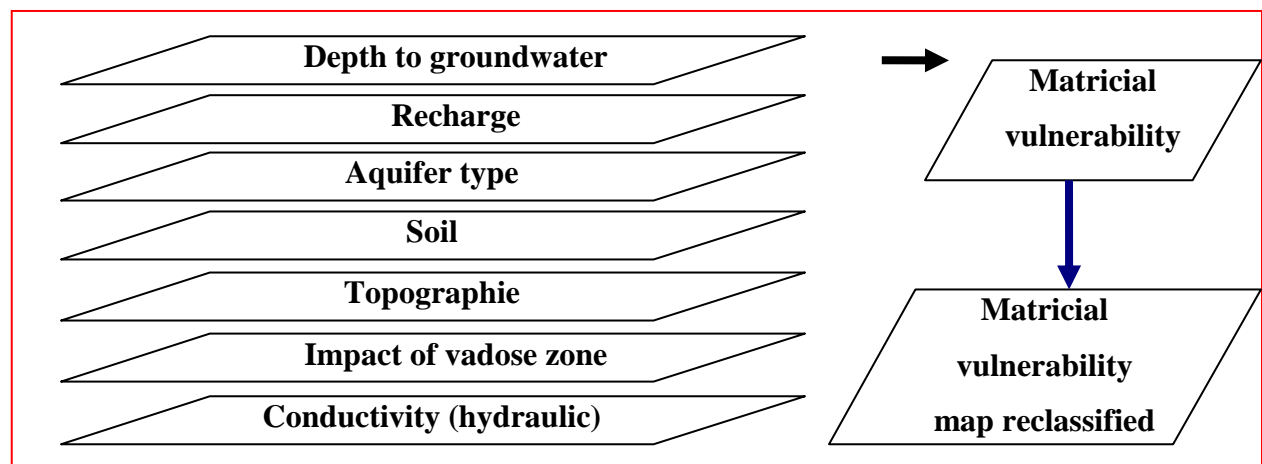 Depth to groundwater
Recharge
Aquifer type
Soil
Topographie
Impact of vadose zone
Conductivity (hydraulic)
Matricial
vulnerability
Matricial
vulnerability
map reclassified